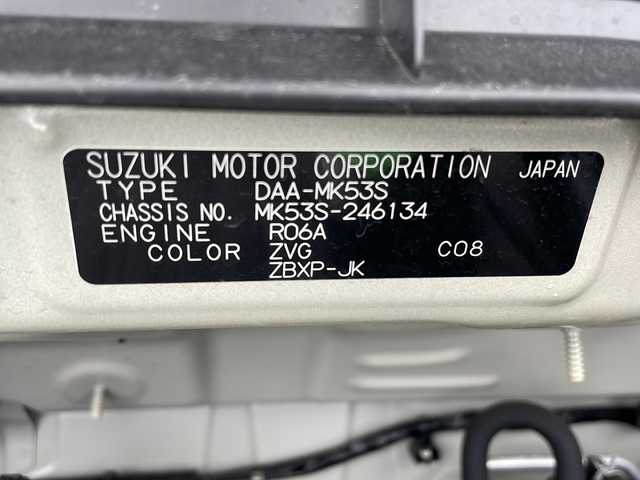 SUZUKI MOTOR CORPORATION JAPAN
TYPE DAA-MK53S
CHASSIS NO. MK53S-246134
ENGINE R06A
COLOR ZVG C08
ZBXP-JK